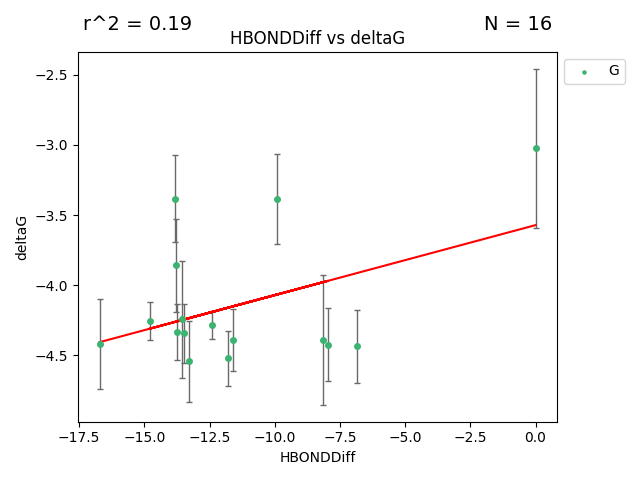 r^2 = 0.19
N = 16
HBONDDiff vs deltaG
G
−2.5
−3.0
−3.5
−4.0
−4.5
deltaG
−17.5
−15.0
−12.5
−10.0
−7.5
−5.0
−2.5
0.0
HBONDDiff